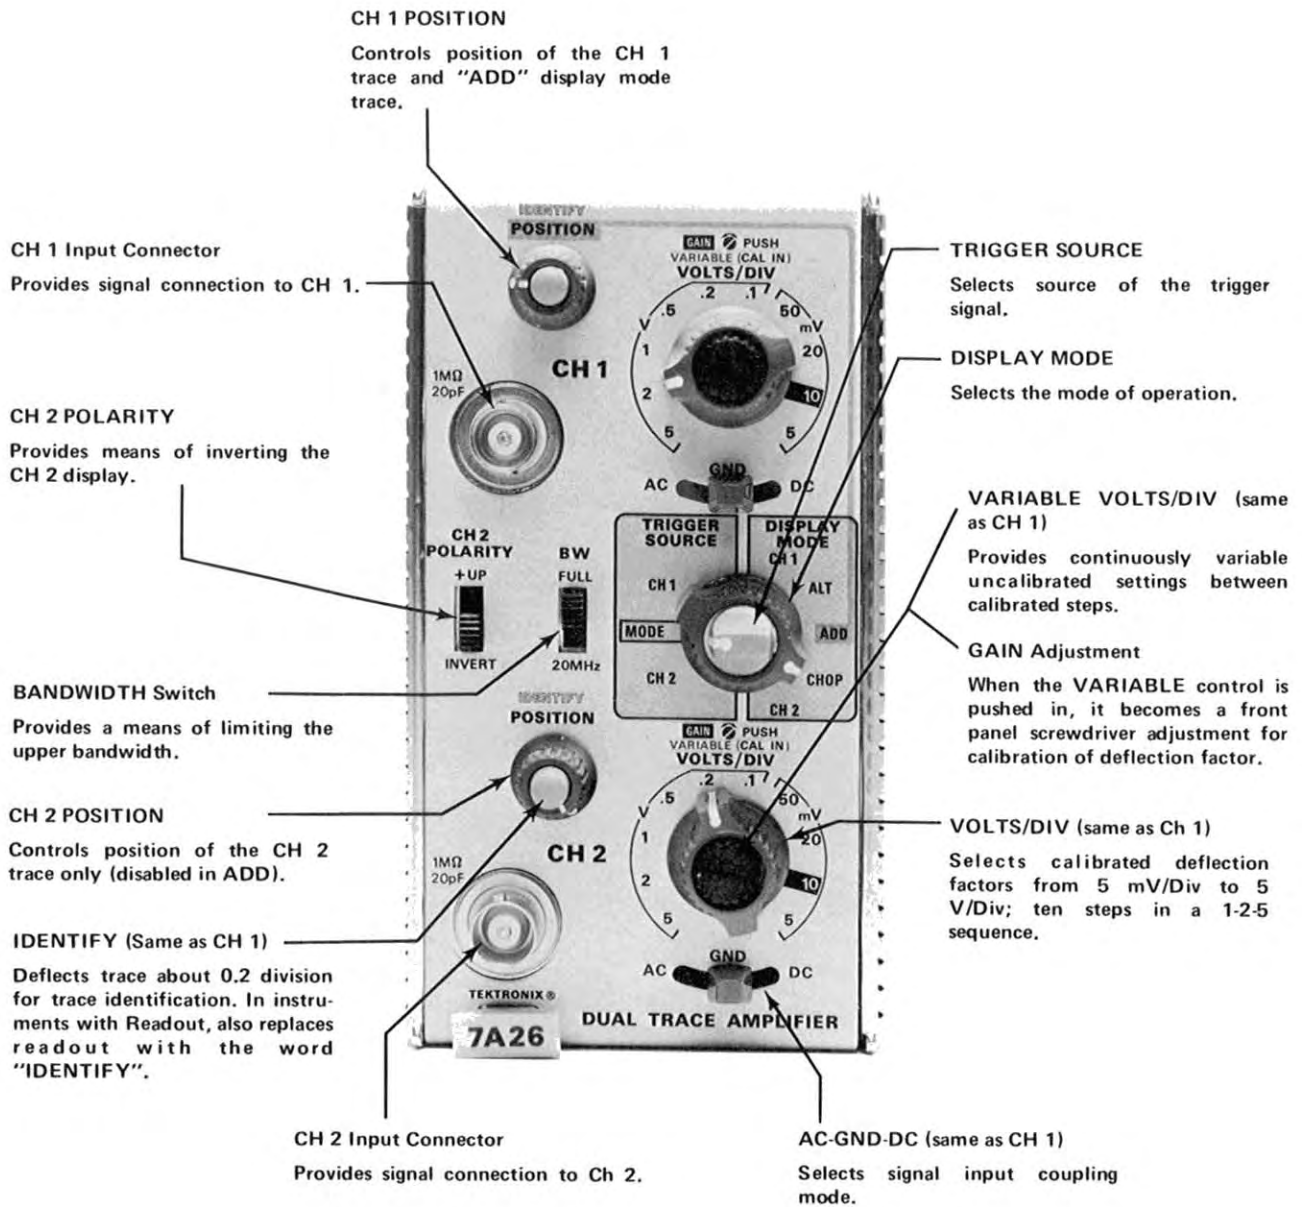 CH 1 POSITION
Controls position of the CH 1
trace and "ADD" display mode
trace.
CH 1 Input Connector
Provides signal connection to CH 1.
CH 2 POLARITY
Provides means of inverting the
CH 2 display.
BANDWIDTH Switch
Provides a means of limiting the
upper bandwidth.
CH 2 POSITION
Controls position of the CH 2
trace only (disabled in ADD).
IDENTIFY (Same as CH 1)
Deflects trace about 0.2 division
for trace identification. In instru-
ments with Readout, also replaces
readout with the word
"IDENTIFY".
CH 2 Input Connector
Provides signal connection to Ch 2.
IDENTIFY
POSITION
GAIN PUSH
VARIABLE (CAL IN)
VOLTS/DIV
.2 .1
.5 50
V mV
1 20
2 10
5 5
CH 1
1MΩ
20pF
GND
AC DC
TRIGGER
SOURCE
DISPLAY
MODE
CH 1
CH 1 ALT
MODE ADD
CH 2 CHOP
CH 2
CH 2
POLARITY
+UP
INVERT
BW
FULL
20MHz
IDENTIFY
POSITION
GAIN PUSH
VARIABLE (CAL IN)
VOLTS/DIV
.2 .1
.5 50
V mV
1 20
2 10
5 5
CH 2
1MΩ
20pF
GND
AC DC
TEKTRONIX ®
7A26
DUAL TRACE AMPLIFIER
TRIGGER SOURCE
Selects source of the trigger
signal.
DISPLAY MODE
Selects the mode of operation.
VARIABLE VOLTS/DIV (same
as CH 1)
Provides continuously variable
uncalibrated settings between
calibrated steps.
GAIN Adjustment
When the VARIABLE control is
pushed in, it becomes a front
panel screwdriver adjustment for
calibration of deflection factor.
VOLTS/DIV (same as Ch 1)
Selects calibrated deflection
factors from 5 mV/Div to 5
V/Div; ten steps in a 1-2-5
sequence.
AC-GND-DC (same as CH 1)
Selects signal input coupling
mode.